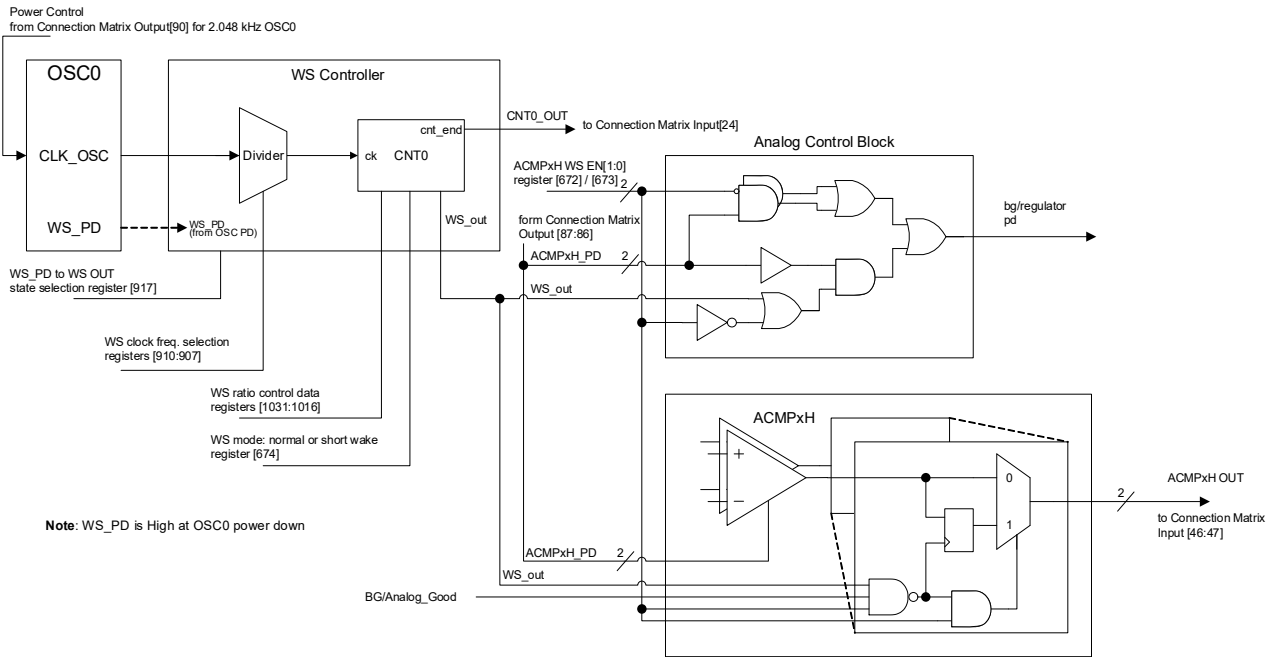 Power Control
from Connection Matrix Output[90] for 2.048 kHz OSC0
OSC0
CLK_OSC
WS_PD
WS Controller
Divider
cnt_end
ck CNT0
WS_PD
(from OSC PD)
WS_out
CNT0_OUT
to Connection Matrix Input[24]
WS_PD to WS OUT
state selection register [917]
WS clock freq. selection
registers [910:907]
WS ratio control data
registers [1031:1016]
WS mode: normal or short wake
register [674]
Note: WS_PD is High at OSC0 power down
Analog Control Block
ACMPxH WS EN[1:0]
register [672] / [673]
2
form Connection Matrix
Output [87:86]
ACMPxH_PD
2
WS_out
bg/regulator
pd
ACMPxH
+
−
0
1
2
ACMPxH OUT
to Connection Matrix
Input [46:47]
ACMPxH_PD
2
WS_out
BG/Analog_Good